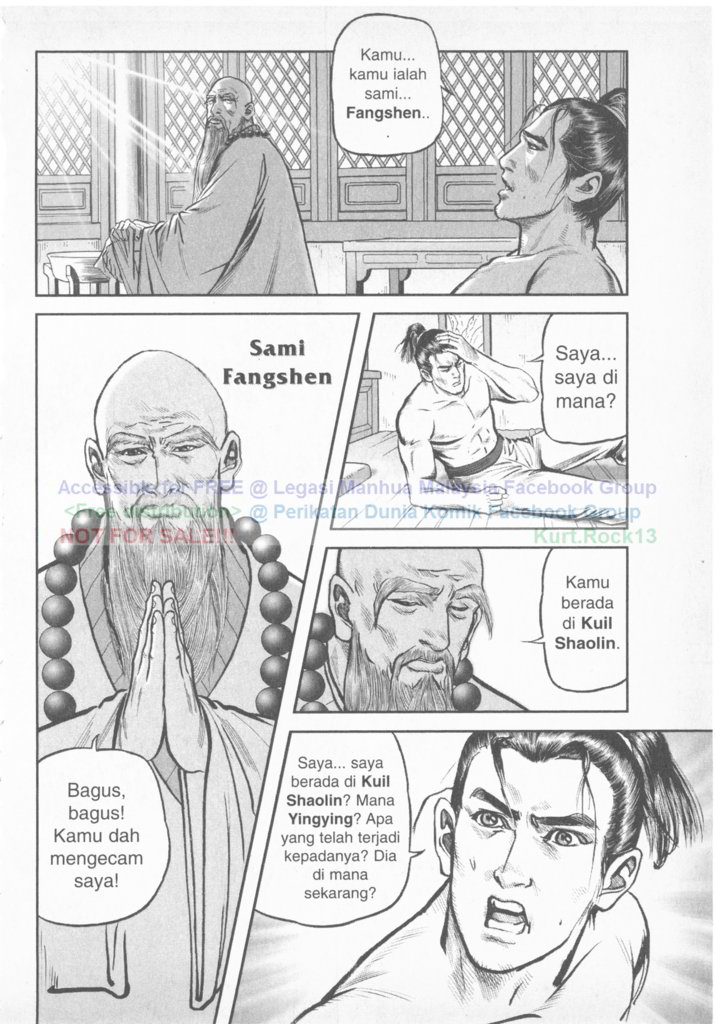 Kamu...
kamu ialah
sami...
Fangshen..
.
Sami
Fangshen
Bagus,
bagus!
Kamu dah
mengecam
saya!
Saya...
saya di
mana?
Accessible for FREE @ Legasi Manhua Malaysia Facebook Group
<Free distribution> @ Perikatan Dunia Komik Facebook Group
NOT FOR SALE!!! Kurt.Rock13
Kamu
berada
di Kuil
Shaolin.
Saya... saya
berada di Kuil
Shaolin? Mana
Yingying? Apa
yang telah terjadi
kepadanya? Dia
di mana
sekarang?